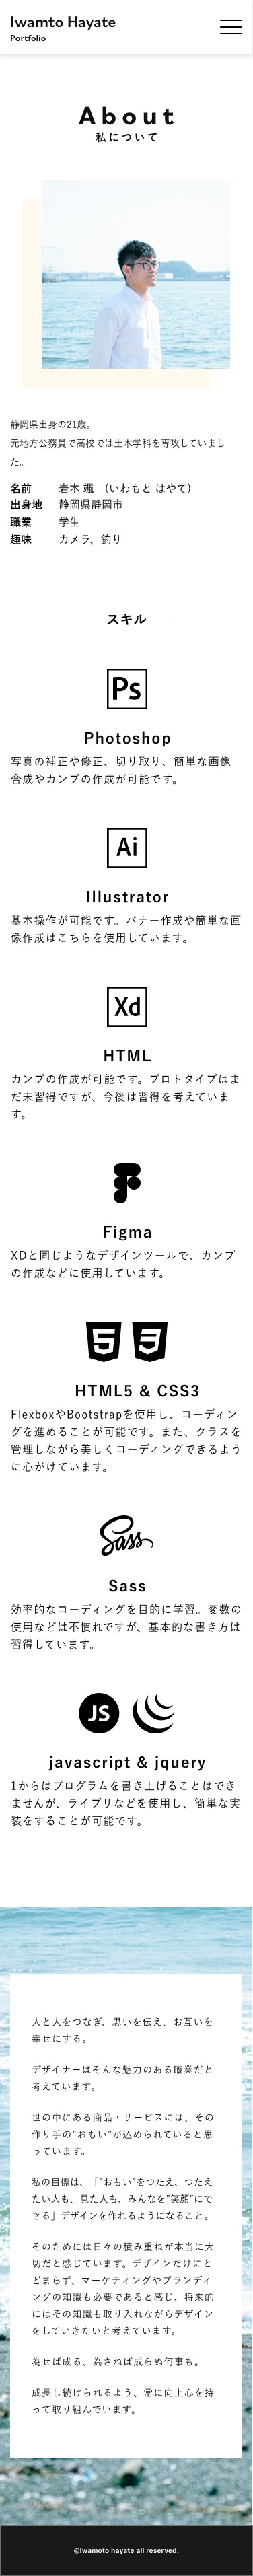 Iwamto Hayate
Portfolio
About
私について
静岡県出身の21歳。
元地方公務員で高校では土木学科を専攻していまし
た。
名前 岩本 颯 （いわもと はやて）
出身地 静岡県静岡市
職業 学生
趣味 カメラ、釣り
スキル
Ps
Photoshop
写真の補正や修正、切り取り、簡単な画像
合成やカンプの作成が可能です。
Ai
Illustrator
基本操作が可能です。バナー作成や簡単な画
像作成はこちらを使用しています。
Xd
HTML
カンプの作成が可能です。プロトタイプはま
だ未習得ですが、今後は習得を考えていま
す。
Figma
XDと同じようなデザインツールで、カンプ
の作成などに使用しています。
5 3
HTML5 & CSS3
FlexboxやBootstrapを使用し、コーディン
グを進めることが可能です。また、クラスを
管理しながら美しくコーディングできるよう
に心がけています。
Sass
Sass
効率的なコーディングを目的に学習。変数の
使用などは不慣れですが、基本的な書き方は
習得しています。
JS
javascript & jquery
1からはプログラムを書き上げることはでき
ませんが、ライブリなどを使用し、簡単な実
装をすることが可能です。
人と人をつなぎ、思いを伝え、お互いを
幸せにする。
デザイナーはそんな魅力のある職業だと
考えています。
世の中にある商品・サービスには、その
作り手の"おもい"が込められていると思
っています。
私の目標は、「"おもい"をつたえ、つたえ
たい人も、見た人も、みんなを"笑顔"にで
きる」デザインを作れるようになること。
そのためには日々の積み重ねが本当に大
切だと感じています。デザインだけにと
どまらず、マーケティングやブランディ
ングの知識も必要であると感じ、将来的
にはその知識も取り入れながらデザイン
をしていきたいと考えています。
為せば成る、為さねば成らぬ何事も。
成長し続けられるよう、常に向上心を持
って取り組んでいます。
©Iwamoto hayate all reserved.